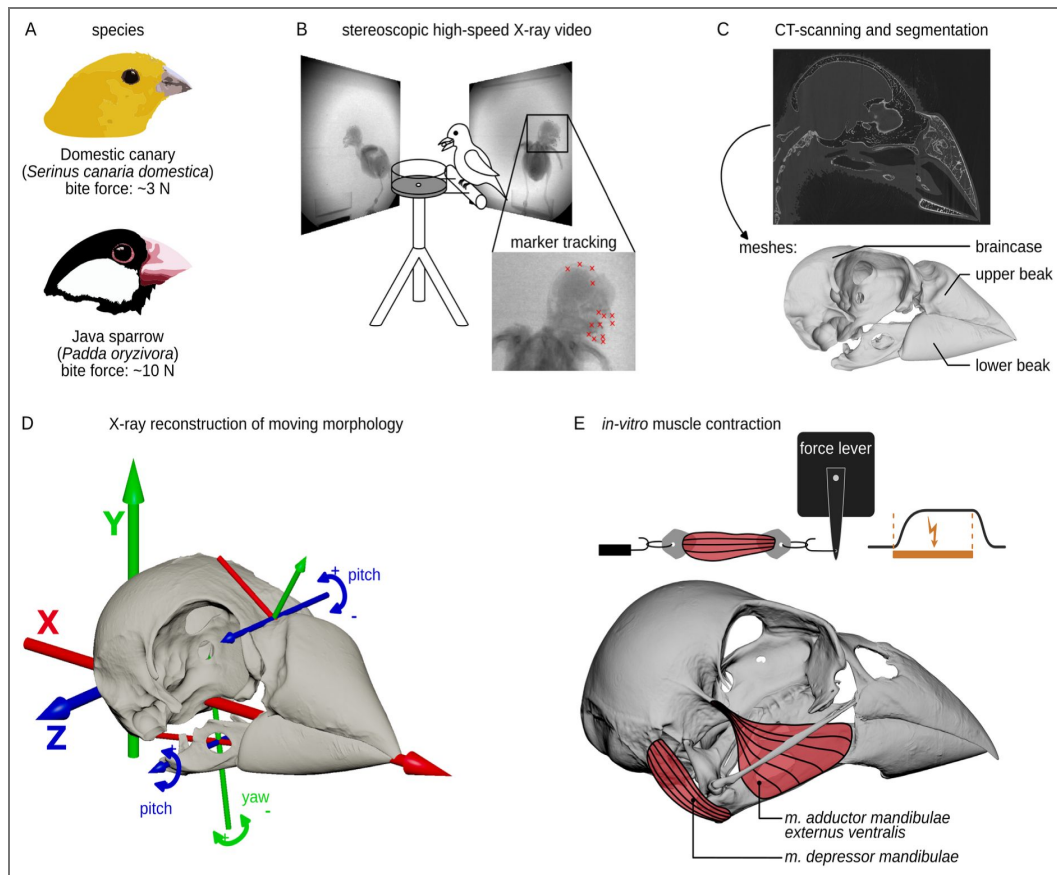 A
species
Domestic canary
(Serinus canaria domestica)
bite force: ~3 N
Java sparrow
(Padda oryzivora)
bite force: ~10 N
B
stereoscopic high-speed X-ray video
marker tracking
C
CT-scanning and segmentation
meshes:
braincase
upper beak
lower beak
D
X-ray reconstruction of moving morphology
Y
X
Z
+
pitch
-
+
pitch
-
yaw
-
+
E
in-vitro muscle contraction
force lever
m. adductor mandibulae
externus ventralis
m. depressor mandibulae